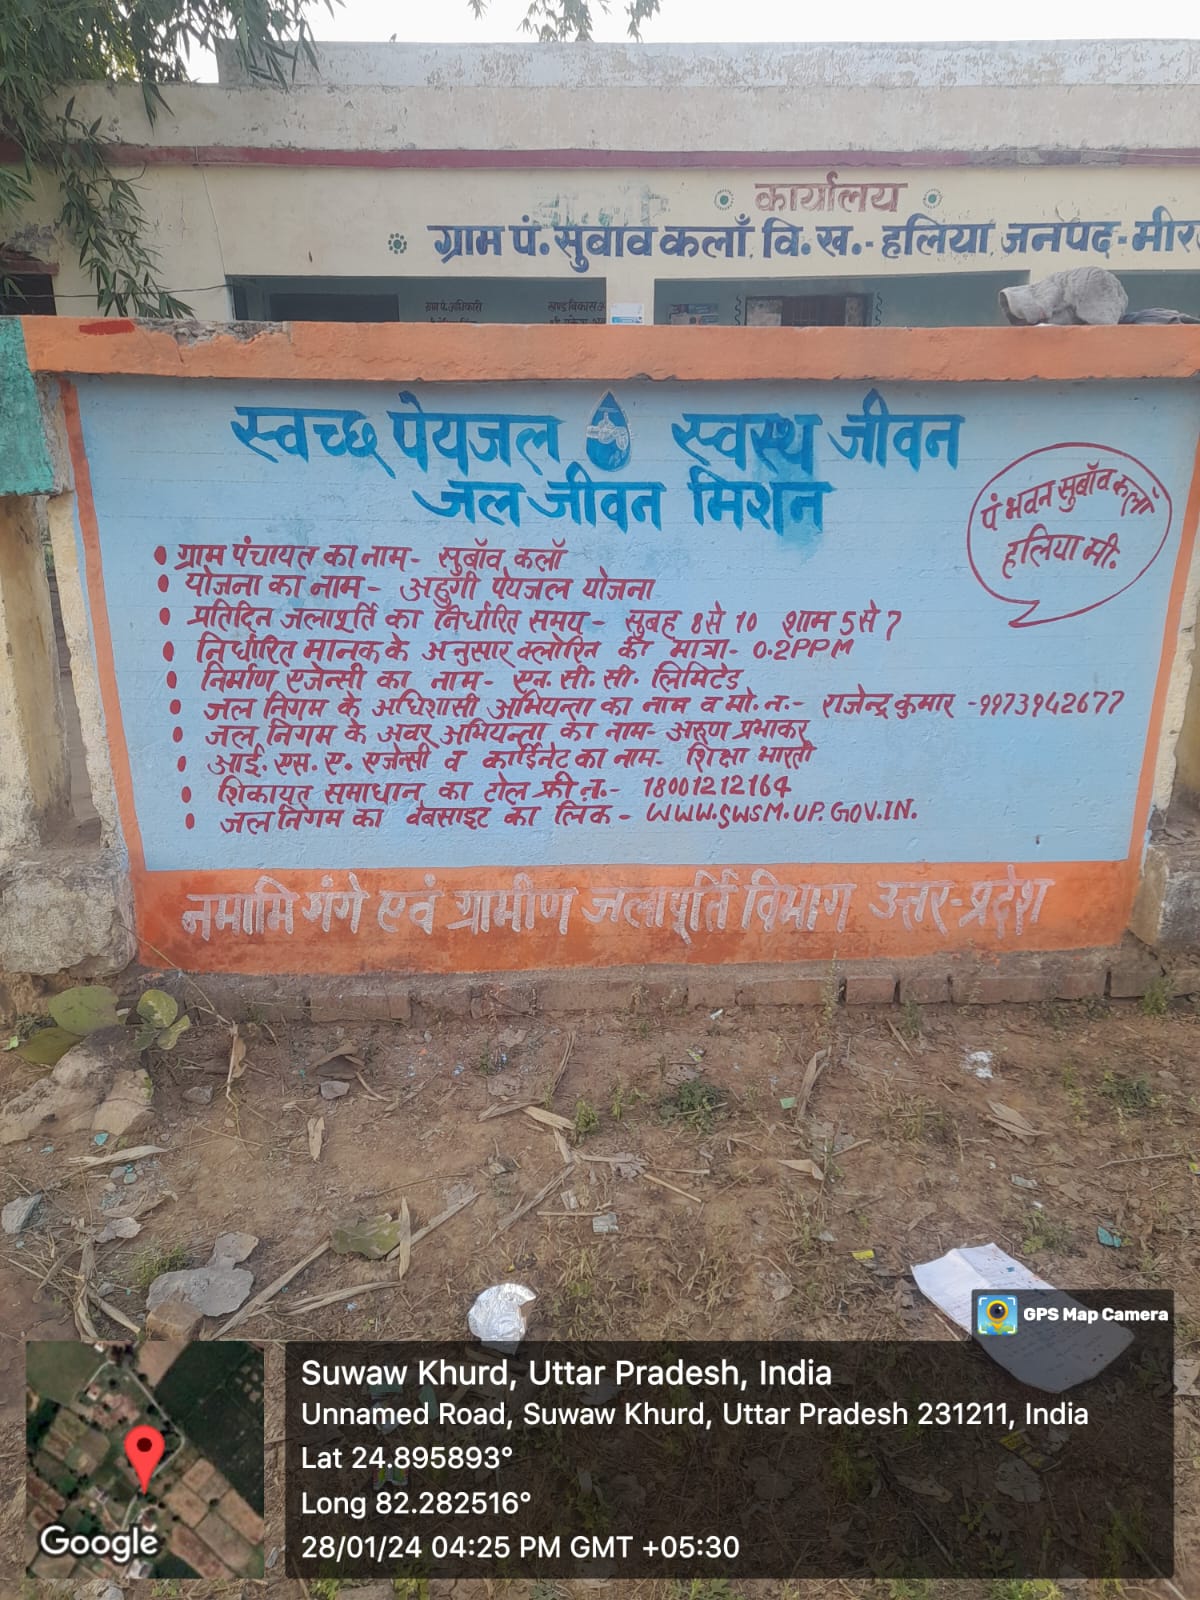 कार्यालय
ग्राम पं. सुबाव कलाँ वि. ख.- हलिया जनपद-
ग्राम पं. अधिकारी
खण्ड विकास
स्वच्छ पेयजल स्वस्थ जीवन
जल जीवन मिशन
पं भवन सुबॉव कलॉ
हलिया मी.
• ग्राम पंचायत का नाम- सुबॉव कलॉ
• योजना का नाम- अहुगी पेयजल योजना
• प्रतिदिन जलापूर्ति का निर्धारित समय- सुबह 8 से 10 शाम 5 से 7
• निर्धारित मानक के अनुसार क्लोरिन की मात्रा- 0.2PPM
• निर्माण एजेन्सी का नाम- एन. सी. सी. लिमिटेड
• जल निगम के अधिशासी अभियन्ता का नाम व मो. न.- राजेन्द्र कुमार -9973942677
• जल निगम के अवर अभियन्ता का नाम- अरुण प्रभाकर
• आई. एस. ए. एजेन्सी व कार्डिनेट का नाम- शिक्षा भारती
• शिकायत समाधान का टोल फ्री न.- 18001212164
• जल निगम का वेबसाइट का लिंक - WWW.SWSM.UP.GOV.IN.
नमामि गंगे एवं ग्रामीण जलापूर्ति विभाग उत्तर-प्रदेश
GPS Map Camera
Suwaw Khurd, Uttar Pradesh, India
Unnamed Road, Suwaw Khurd, Uttar Pradesh 231211, India
Lat 24.895893°
Long 82.282516°
28/01/24 04:25 PM GMT +05:30
Google